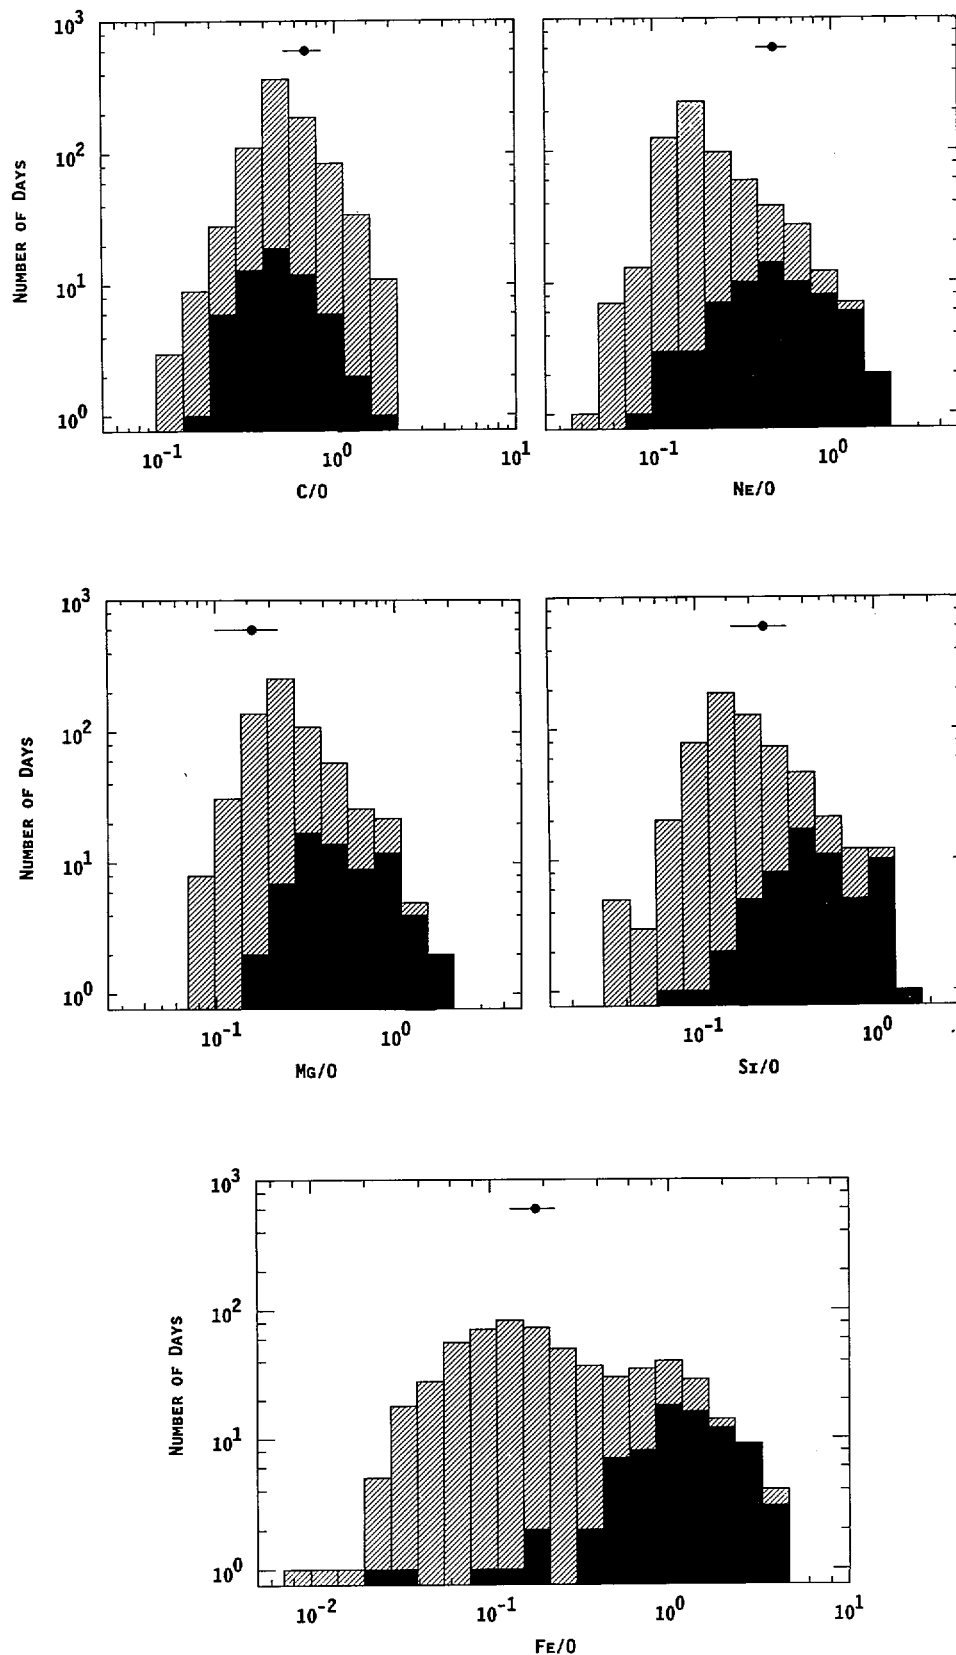 10³
10²
10¹
10⁰
NUMBER OF DAYS
10⁻¹ 10⁰ 10¹
C/O
10⁻¹ 10⁰
NE/O
10³
10²
10¹
10⁰
NUMBER OF DAYS
10⁻¹ 10⁰
MG/O
10⁻¹ 10⁰
SI/O
10³
10²
10¹
10⁰
NUMBER OF DAYS
10⁻² 10⁻¹ 10⁰ 10¹
FE/O